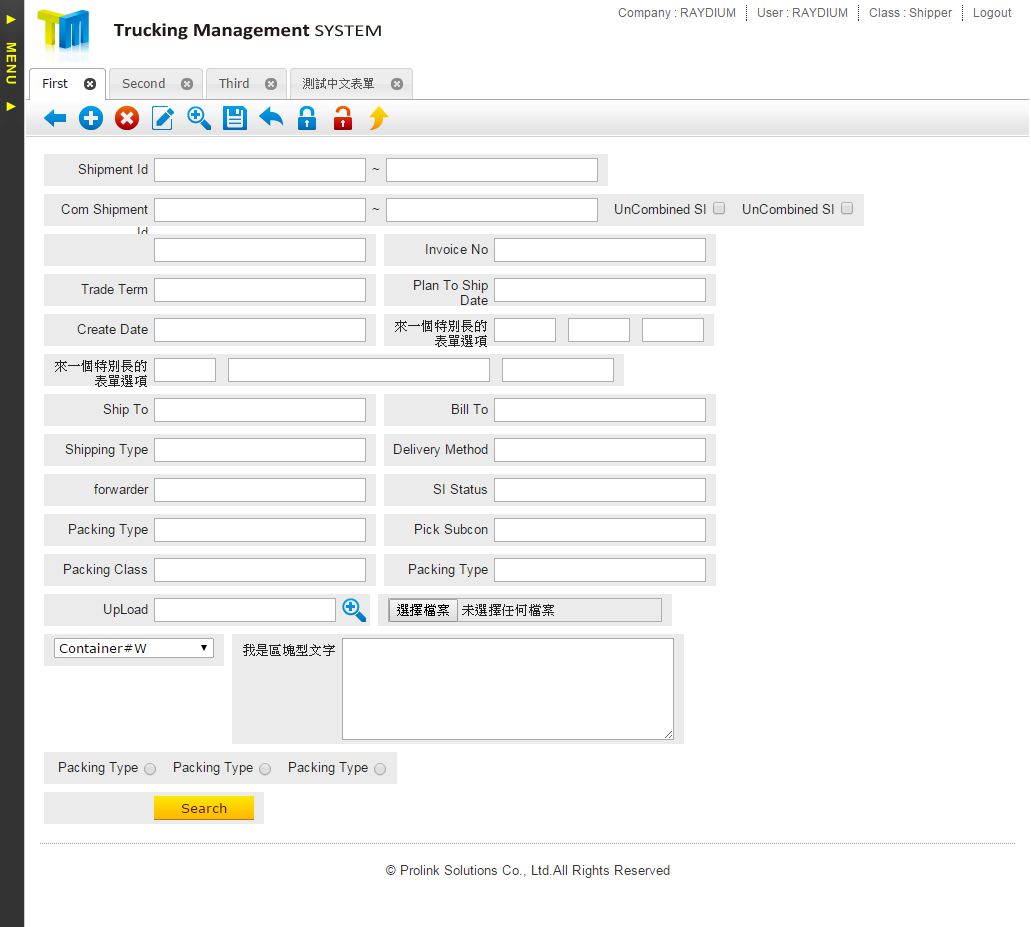 Company : RAYDIUM User : RAYDIUM Class : Shipper Logout
MENU
TM
Trucking Management SYSTEM
First Second Third 測試中文表單
Shipment Id ~
Com Shipment Id ~ UnCombined SI UnCombined SI
Invoice No
Trade Term Plan To Ship Date
Create Date 來一個特別長的表單選項
來一個特別長的表單選項
Ship To Bill To
Shipping Type Delivery Method
forwarder SI Status
Packing Type Pick Subcon
Packing Class Packing Type
UpLoad 選擇檔案 未選擇任何檔案
Container#W 我是區塊型文字
Packing Type Packing Type Packing Type
Search
© Prolink Solutions Co., Ltd.All Rights Reserved